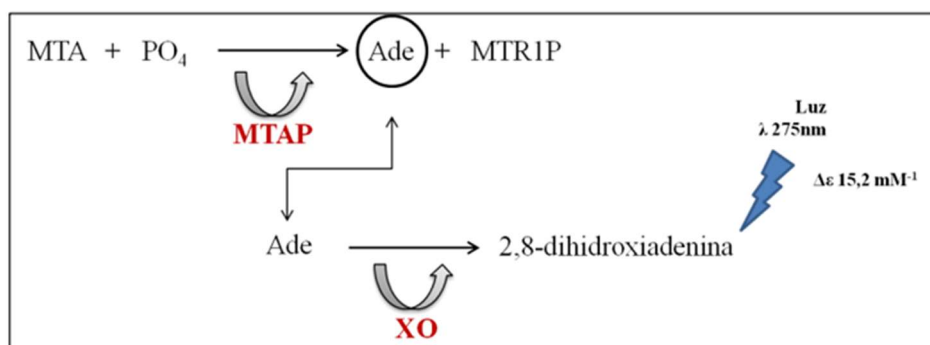 MTA + PO4 Ade + MTR1P
MTAP
Luz
λ 275nm
Δε 15,2 mM⁻¹
Ade 2,8-dihidroxiadenina
XO